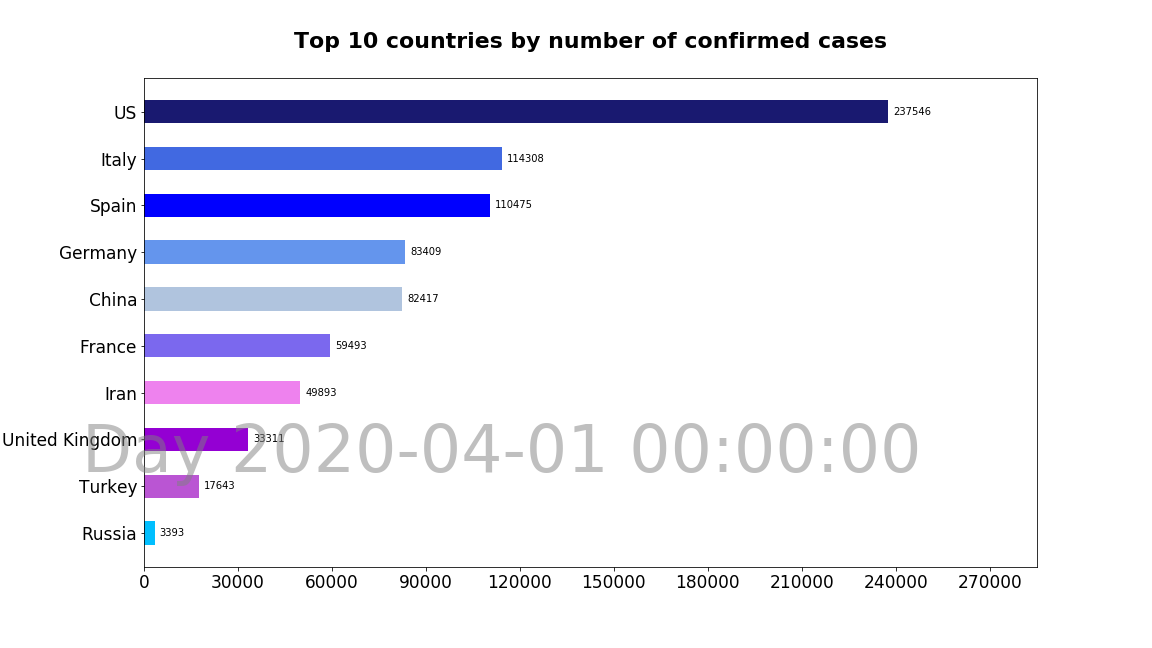 Top 10 countries by number of confirmed cases
US 237546
Italy 114308
Spain 110475
Germany 83409
China 82417
France 59493
Iran 49893
United Kingdom 33311
Day 2020-04-01 00:00:00
Turkey 17643
Russia 3393
0 30000 60000 90000 120000 150000 180000 210000 240000 270000